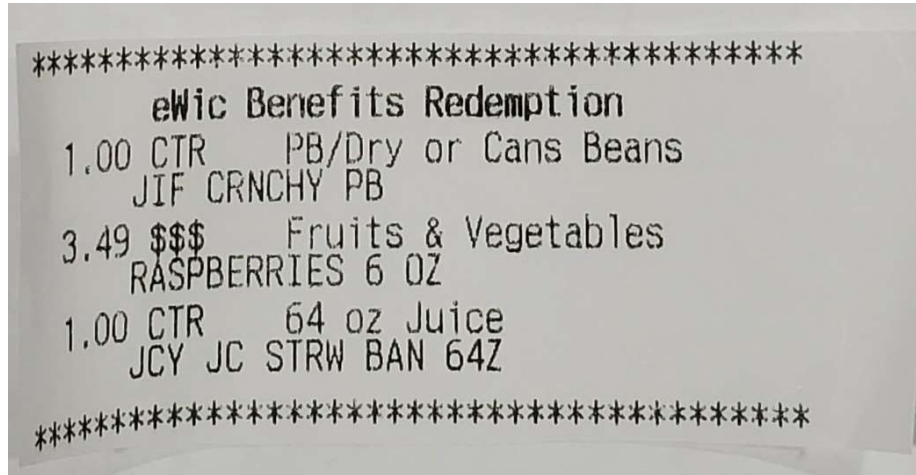 ******************************************
eWic Benefits Redemption
1.00 CTR PB/Dry or Cans Beans
JIF CRNCHY PB
3.49 $$$ Fruits & Vegetables
RASPBERRIES 6 OZ
1.00 CTR 64 oz Juice
JCY JC STRW BAN 64Z
******************************************